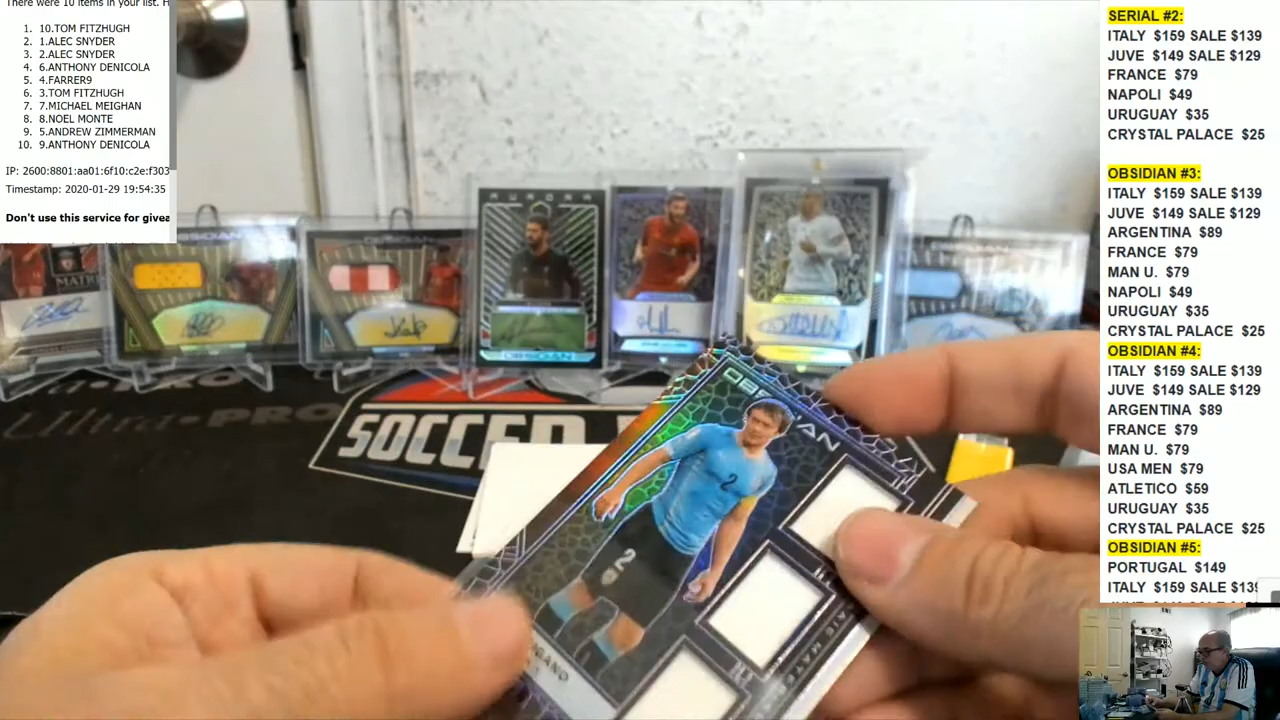 There were 10 items in your list. H
1. 10.TOM FITZHUGH
2. 1.ALEC SNYDER
3. 2.ALEC SNYDER
4. 6.ANTHONY DENICOLA
5. 4.FARRER9
6. 3.TOM FITZHUGH
7. 7.MICHAEL MEIGHAN
8. 8.NOEL MONTE
9. 5.ANDREW ZIMMERMAN
10. 9.ANTHONY DENICOLA
IP: 2600:8801:aa01:6f10:c2e:f303
Timestamp: 2020-01-29 19:54:35
Don't use this service for givea
SERIAL #2:
ITALY $159 SALE $139
JUVE $149 SALE $129
FRANCE $79
NAPOLI $49
URUGUAY $35
CRYSTAL PALACE $25
OBSIDIAN #3:
ITALY $159 SALE $139
JUVE $149 SALE $129
ARGENTINA $89
FRANCE $79
MAN U. $79
NAPOLI $49
URUGUAY $35
CRYSTAL PALACE $25
OBSIDIAN #4:
ITALY $159 SALE $139
JUVE $149 SALE $129
ARGENTINA $89
FRANCE $79
MAN U. $79
USA MEN $79
ATLETICO $59
URUGUAY $35
CRYSTAL PALACE $25
OBSIDIAN #5:
PORTUGAL $149
ITALY $159 SALE $139
AURORA
OBSIDIAN
Ultra PRO
SOCCER
2
2